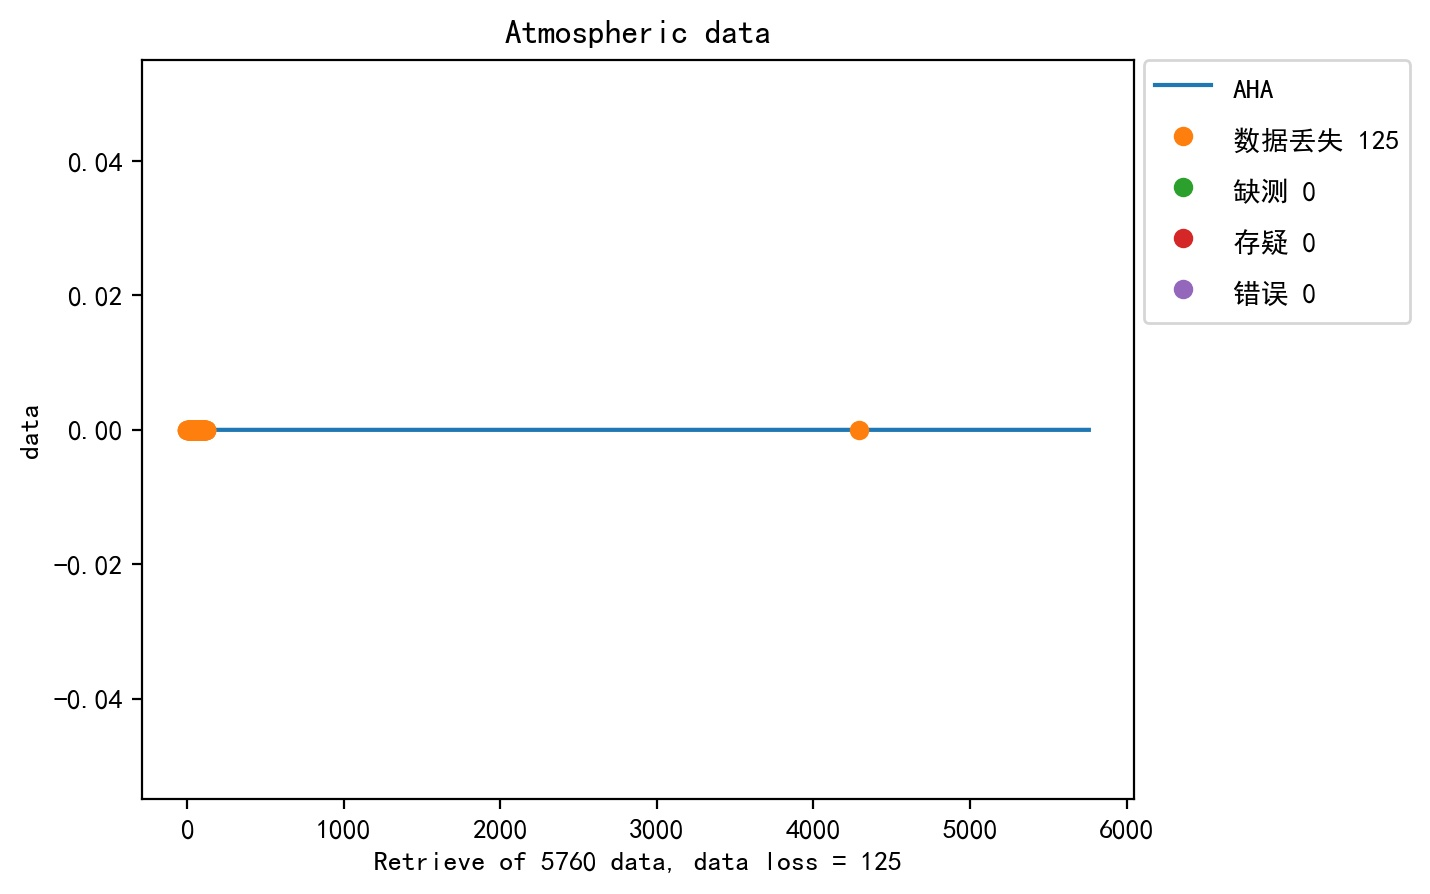 Atmospheric data
AHA
数据丢失 125
缺测 0
存疑 0
错误 0
data
0.04
0.02
0.00
-0.02
-0.04
0 1000 2000 3000 4000 5000 6000
Retrieve of 5760 data, data loss = 125